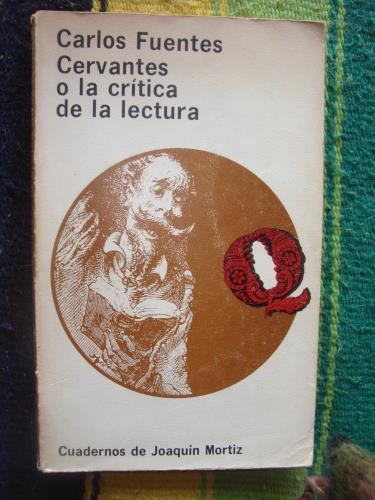 Carlos Fuentes
Cervantes
o la crítica
de la lectura
Q
Cuadernos de Joaquín Mortiz